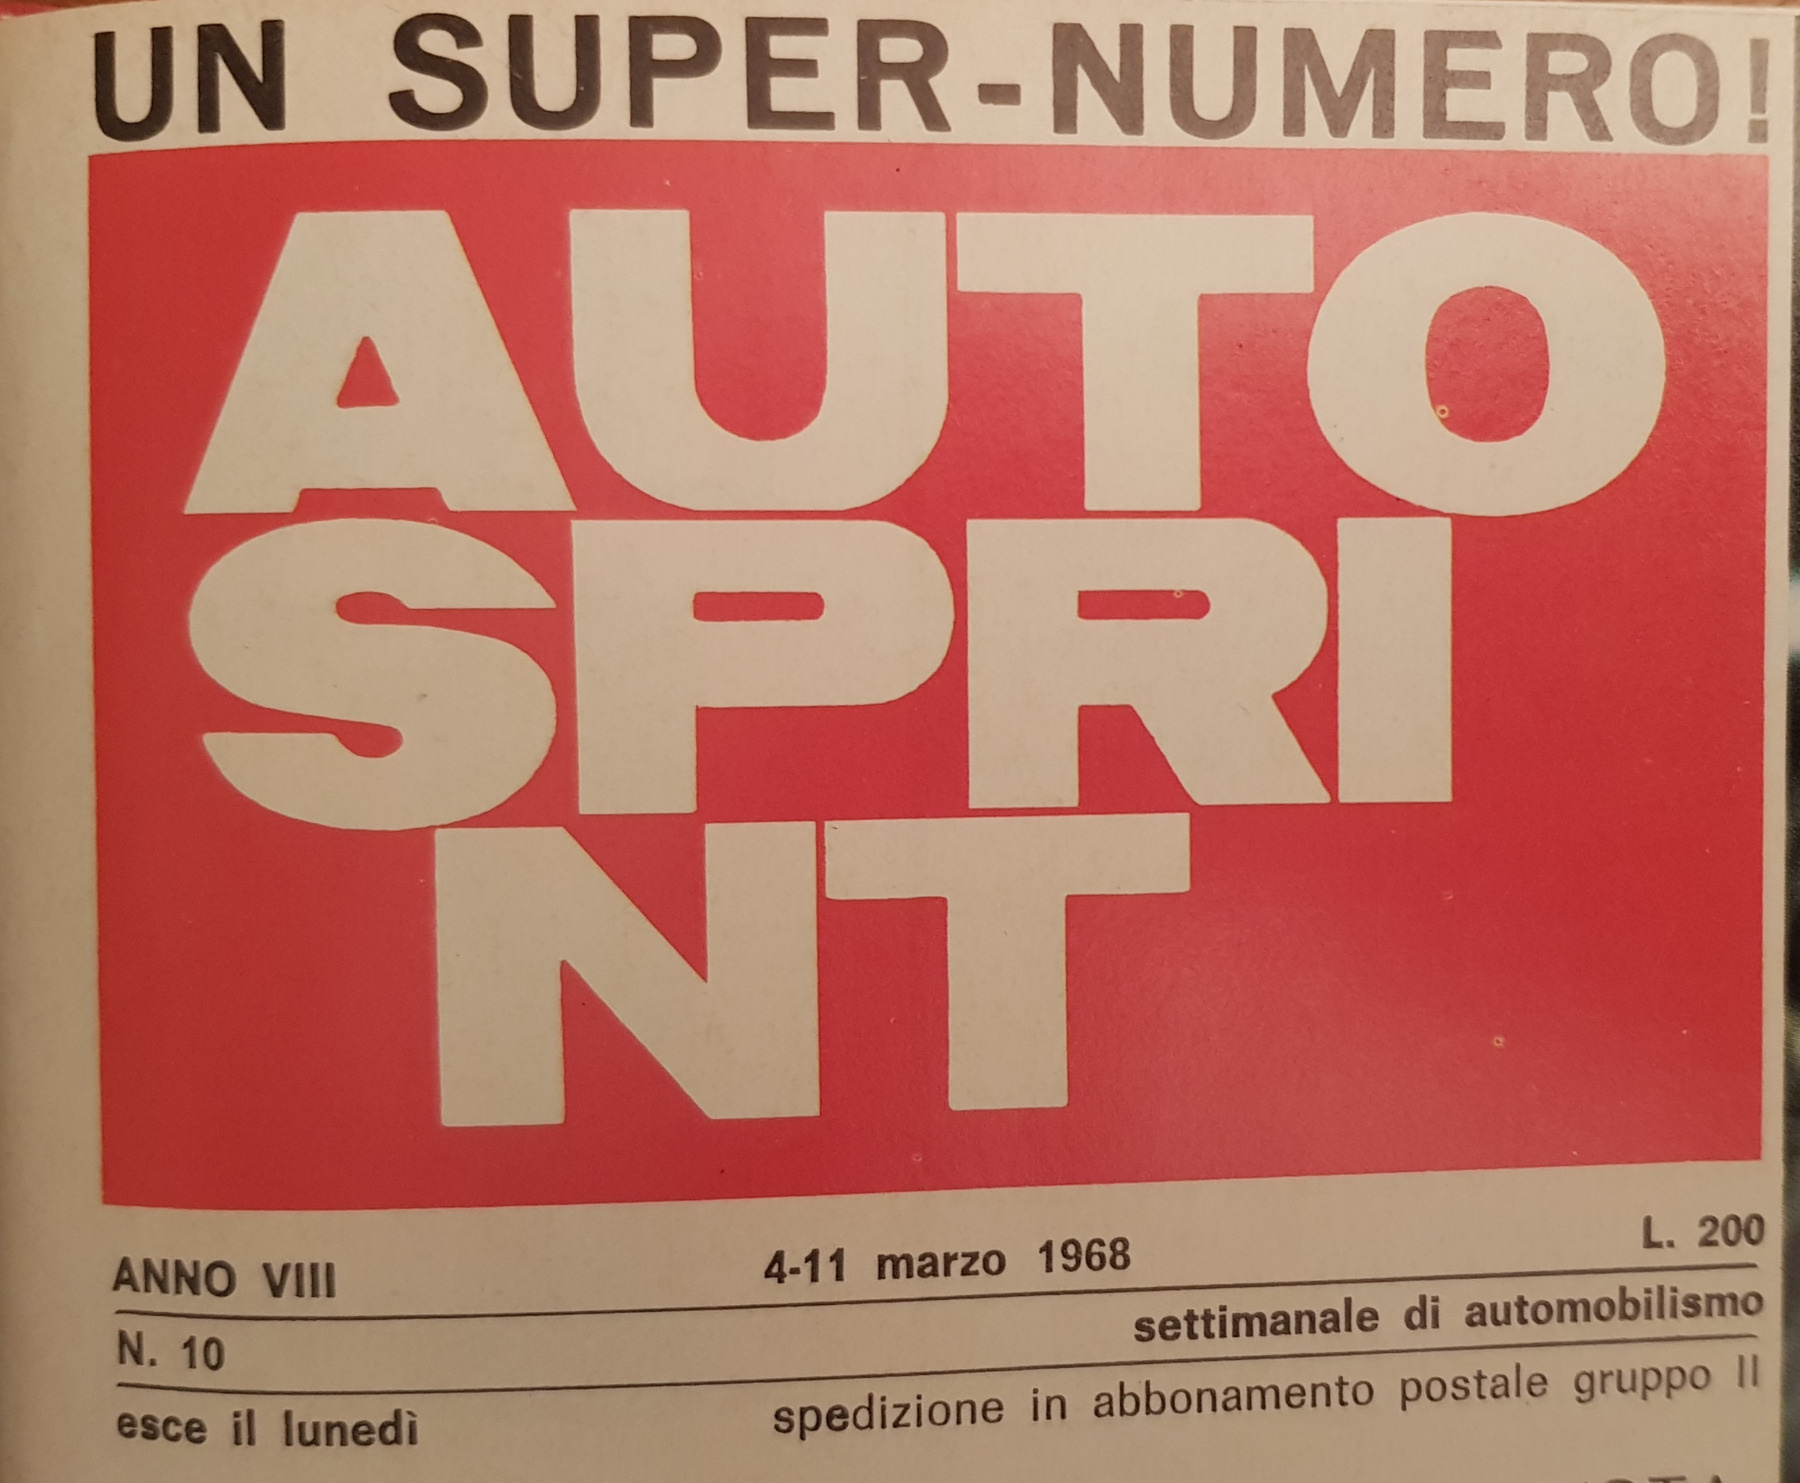 UN SUPER-NUMERO!
AUTO
SPRI
NT
ANNO VIII 4-11 marzo 1968 L. 200
N. 10 settimanale di automobilismo
esce il lunedì spedizione in abbonamento postale gruppo II